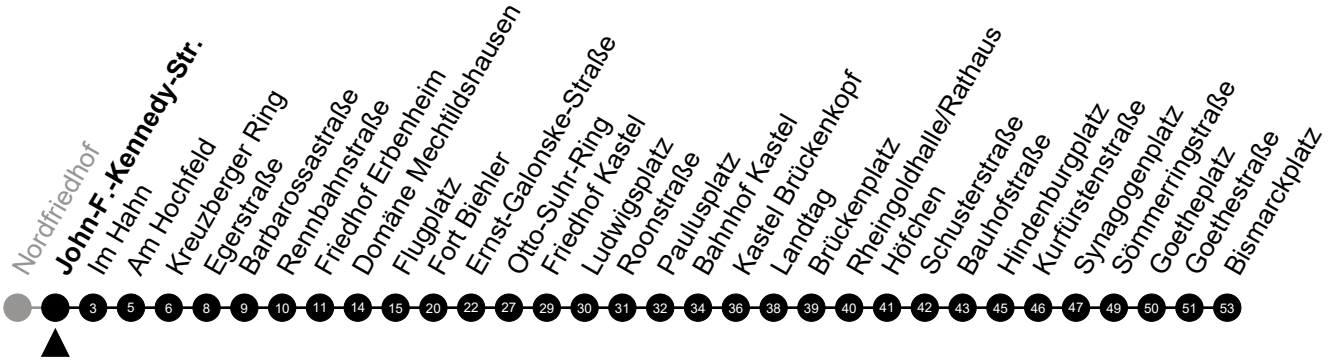 Nordfriedhof
John-F.-Kennedy-Str.
Im Hahn
Am Hochfeld
Kreuzberger Ring
Egerstraße
Barbarossastraße
Rennbahnstraße
Friedhof Erbenheim
Domäne Mechtildshausen
Flugplatz
Fort Biehler
Ernst-Galonske-Straße
Otto-Suhr-Ring
Friedhof Kastel
Ludwigsplatz
Roonstraße
Paulusplatz
Bahnhof Kastel
Kastel Brückenkopf
Landtag
Brückenplatz
Rheingoldhalle/Rathaus
Höfchen
Schusterstraße
Bauhofstraße
Hindenburgplatz
Kurfürstenstraße
Synagogenplatz
Sömmerringstraße
Goetheplatz
Goethestraße
Bismarckplatz
3 5 6 8 9 10 11 14 15 20 22 27 29 30 31 32 34 36 38 39 40 41 42 43 45 46 47 49 50 51 53